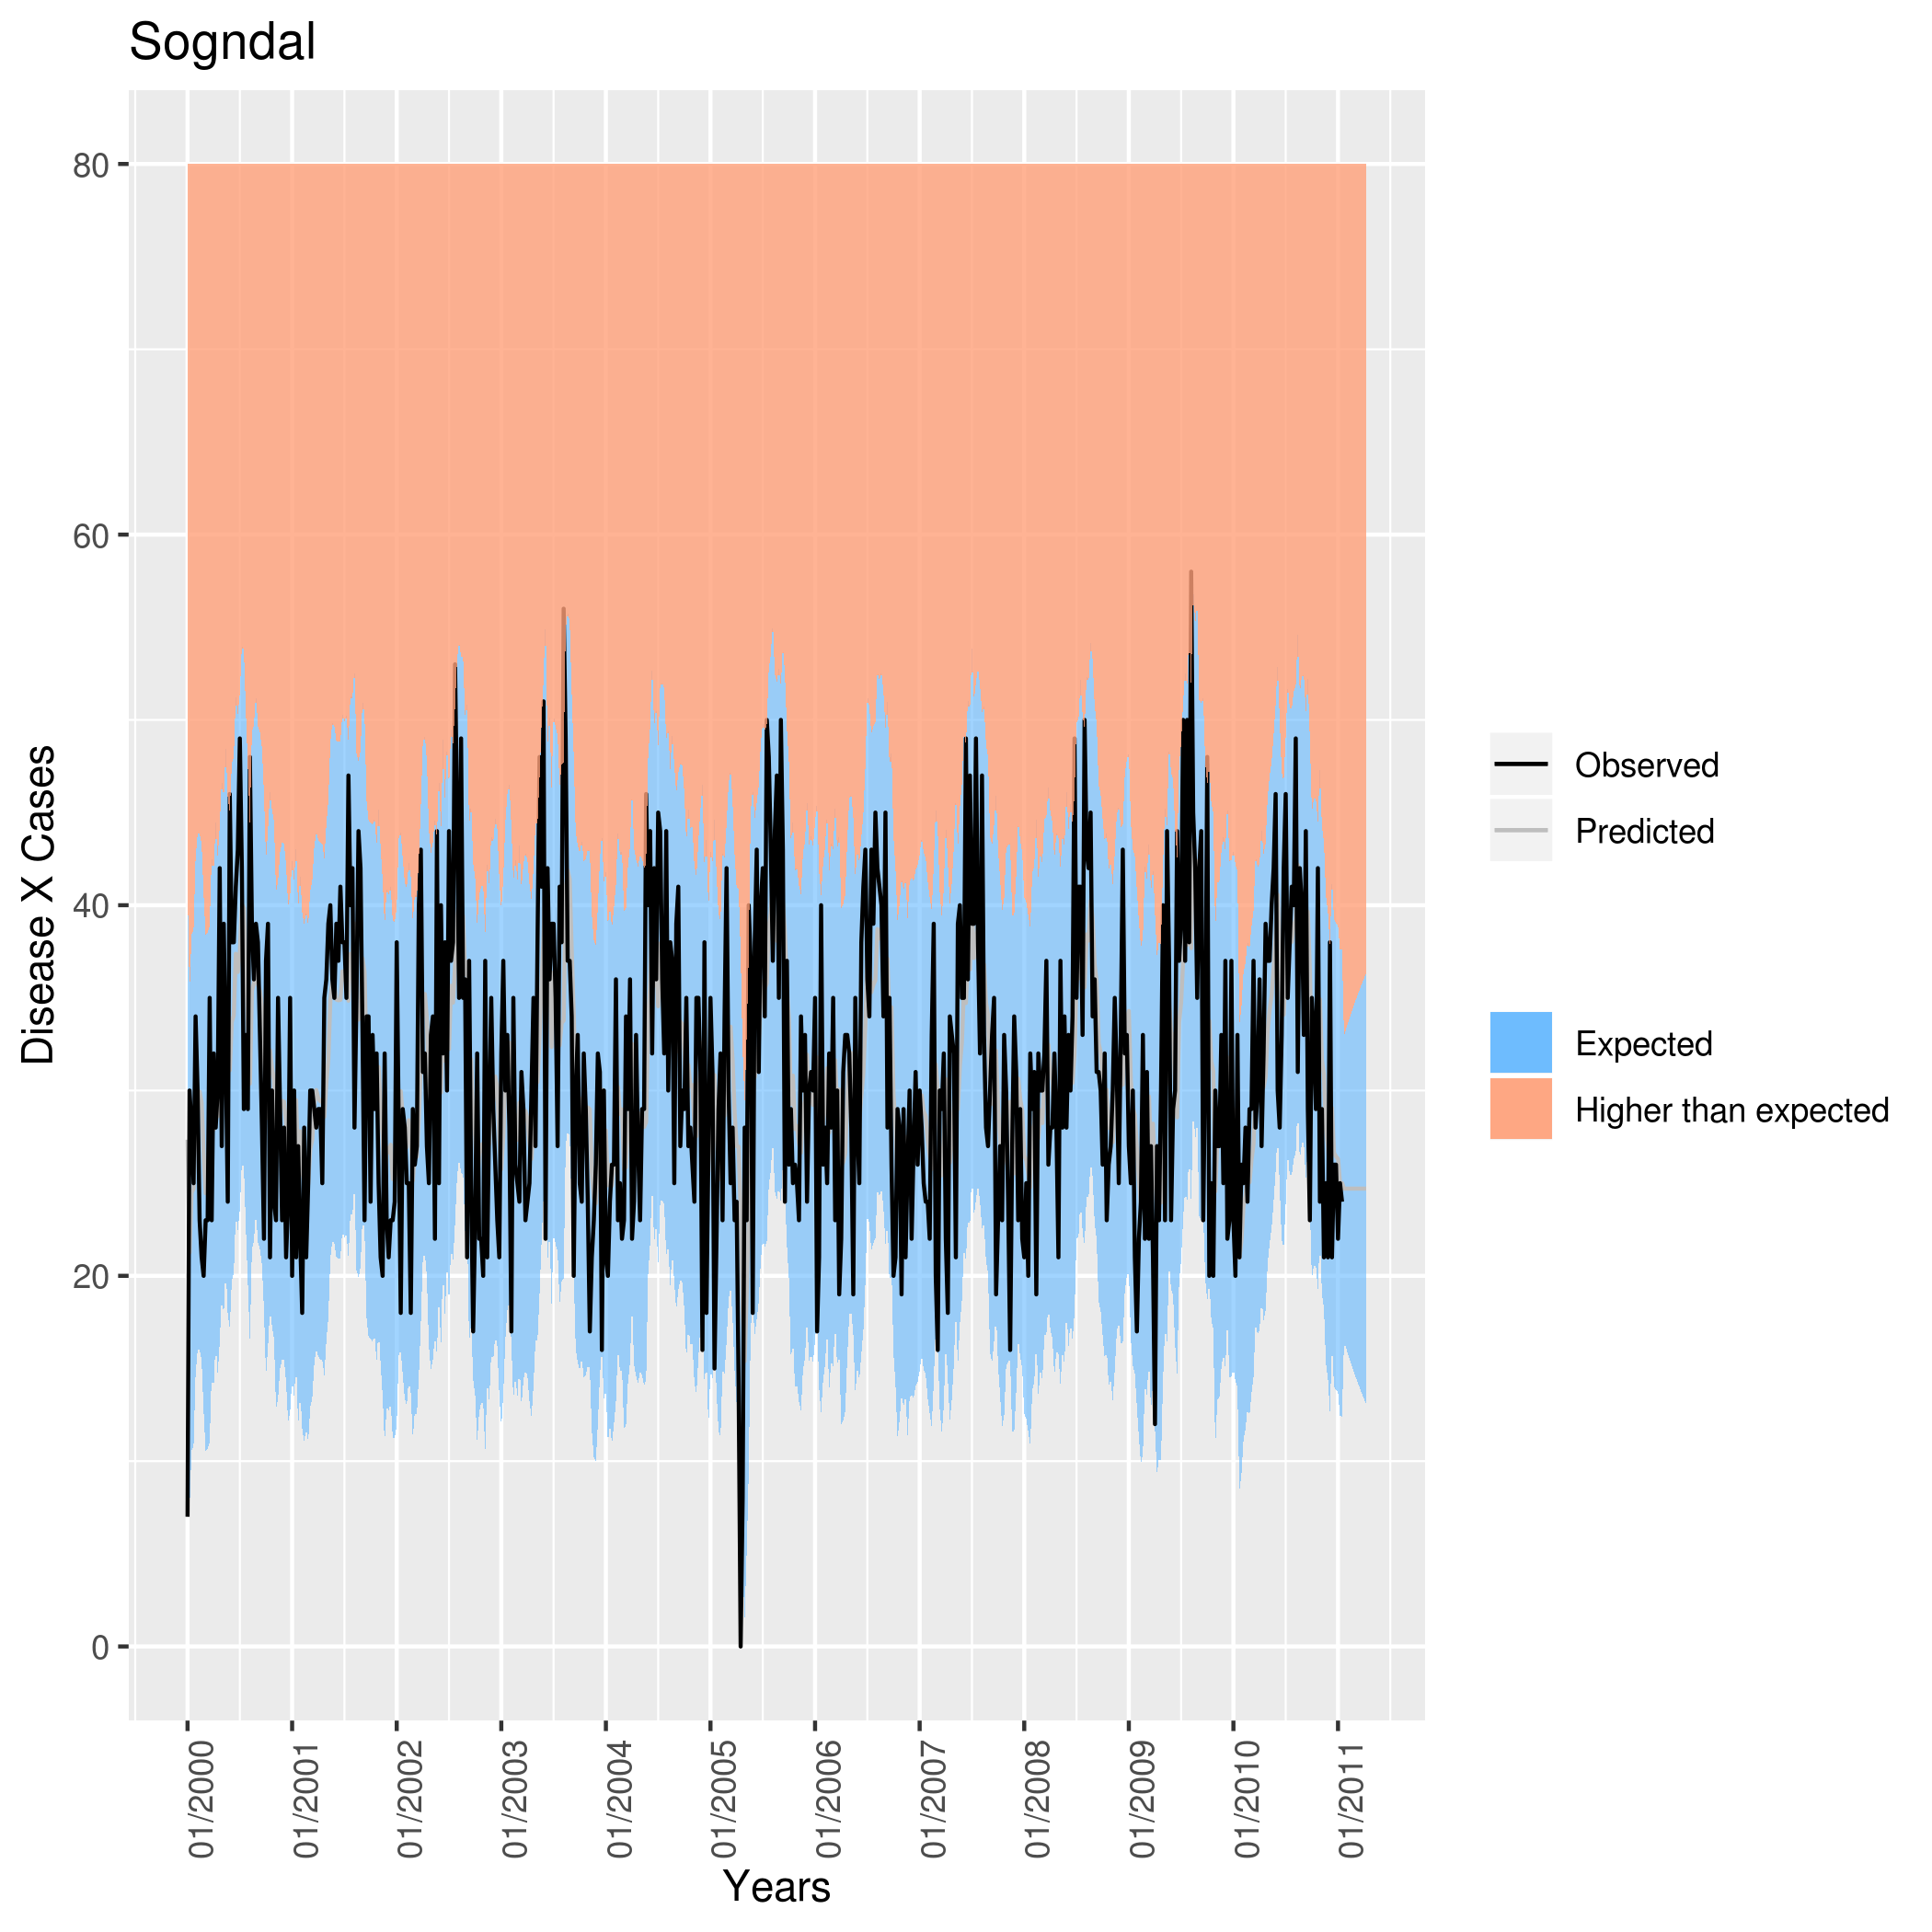 Sogndal
Disease X Cases
80
60
40
20
0
01/2000
01/2001
01/2002
01/2003
01/2004
01/2005
01/2006
01/2007
01/2008
01/2009
01/2010
01/2011
Years
Observed
Predicted
Expected
Higher than expected